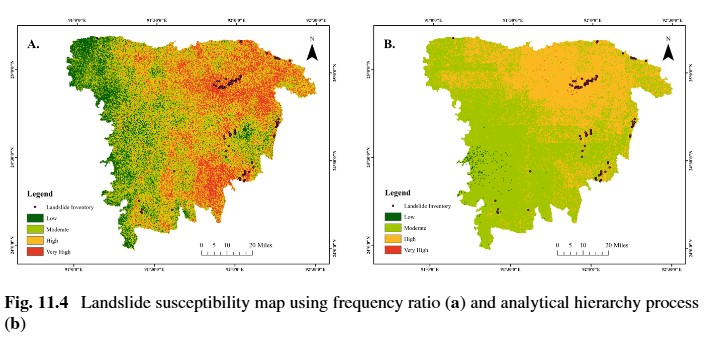 A.
N
Legend
Landslide Inventory
Low
Moderate
High
Very High
0 5 10 20 Miles
B.
N
Legend
Landslide Inventory
Low
Moderate
High
Very High
0 5 10 20 Miles
Fig. 11.4 Landslide susceptibility map using frequency ratio (a) and analytical hierarchy process
(b)